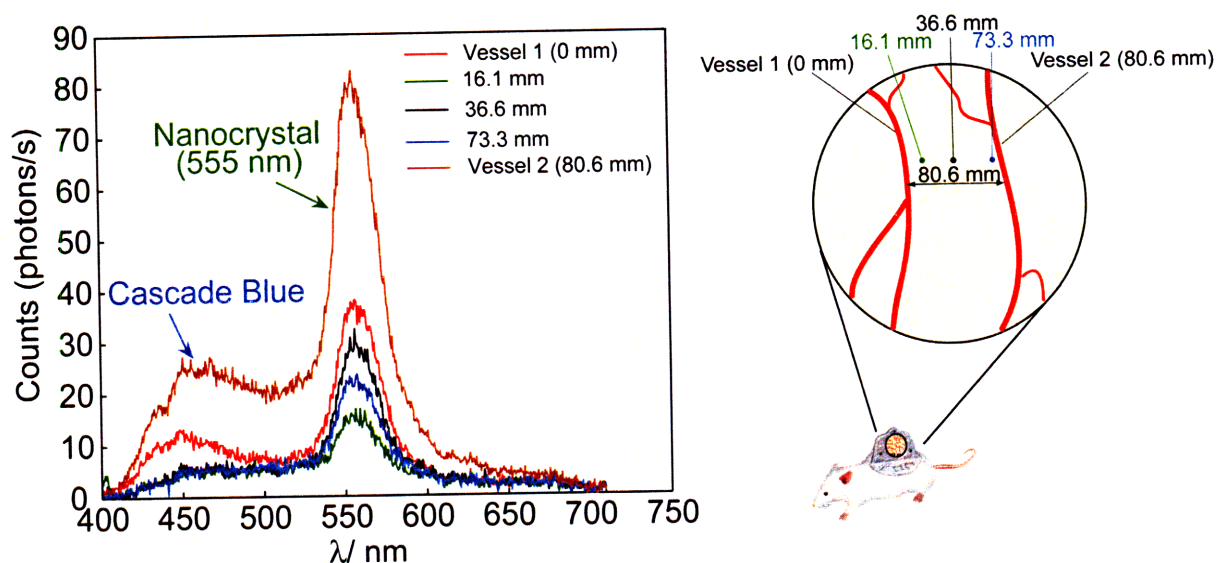 90
80
70
60
50
40
30
20
10
0
Counts (photons/s)
400
450
500
550
600
650
700
750
λ/ nm
Nanocrystal
(555 nm)
Cascade Blue
Vessel 1 (0 mm)
16.1 mm
36.6 mm
73.3 mm
Vessel 2 (80.6 mm)
36.6 mm
16.1 mm
73.3 mm
Vessel 1 (0 mm)
Vessel 2 (80.6 mm)
80.6 mm